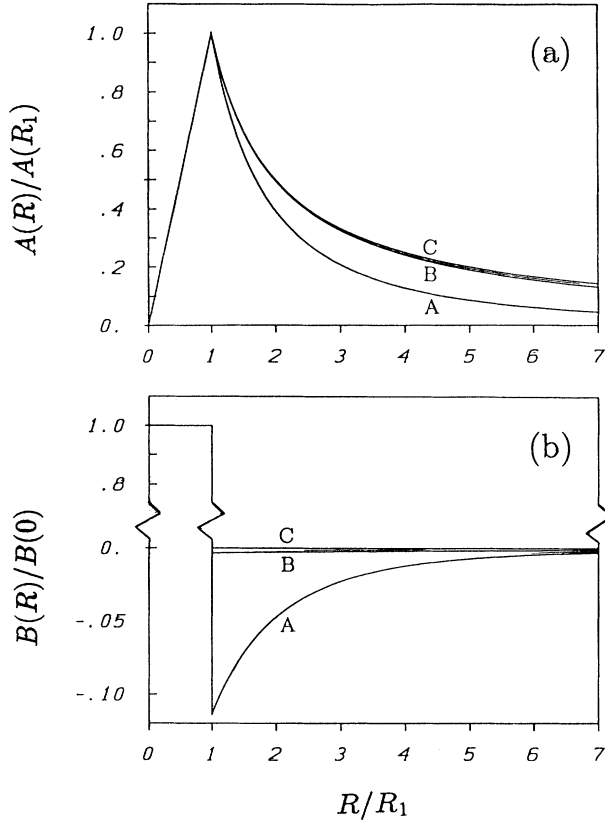 (a)
A(R)/A(R₁)
1.0
.8
.6
.4
.2
0.
C
B
A
0 1 2 3 4 5 6 7
(b)
B(R)/B(0)
1.0
.8
0.
-.05
-.10
C
B
A
0 1 2 3 4 5 6 7
R/R₁